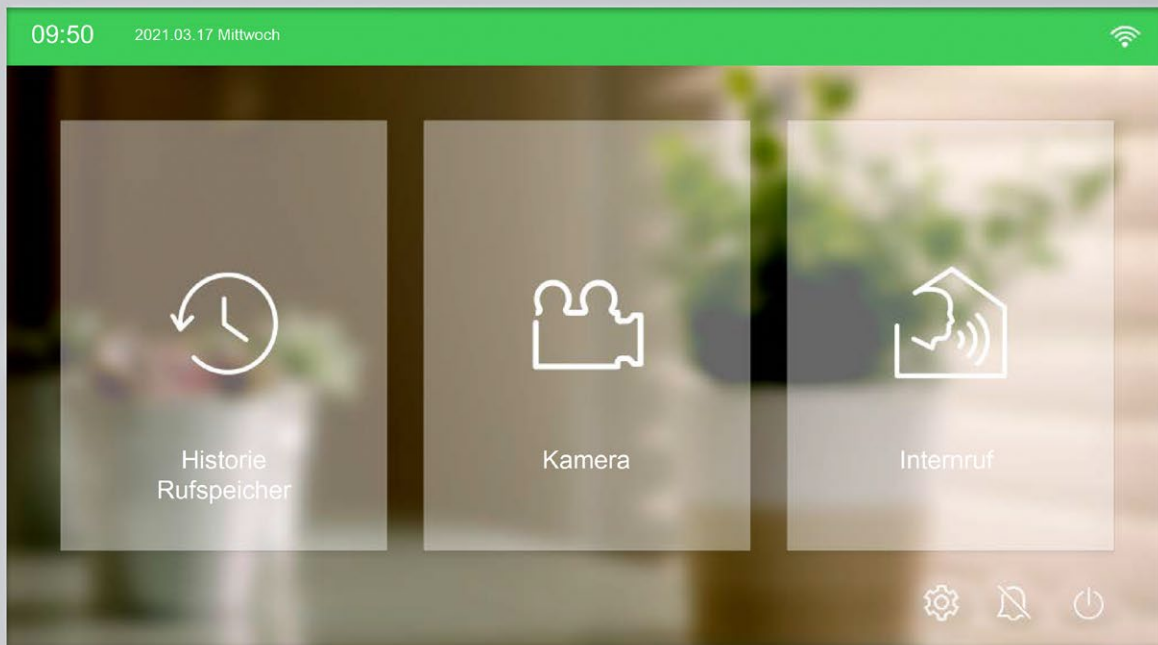 09:50
2021.03.17 Mittwoch
Historie
Rufspeicher
Kamera
Internruf